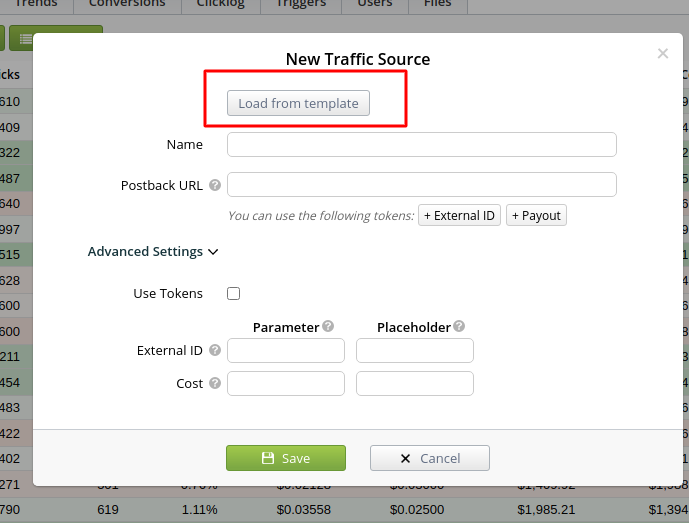 Trends Conversions Clicklog Triggers Users Files
New Traffic Source
Load from template
Name
Postback URL
You can use the following tokens: + External ID + Payout
Advanced Settings
Use Tokens
Parameter Placeholder
External ID
Cost
Save Cancel
610
409
322
487
640
997
515
628
600
600
211
454
483
422
402
271
790 619 1.11% $0.03558 $0.02500 $1,985.21 $1,394